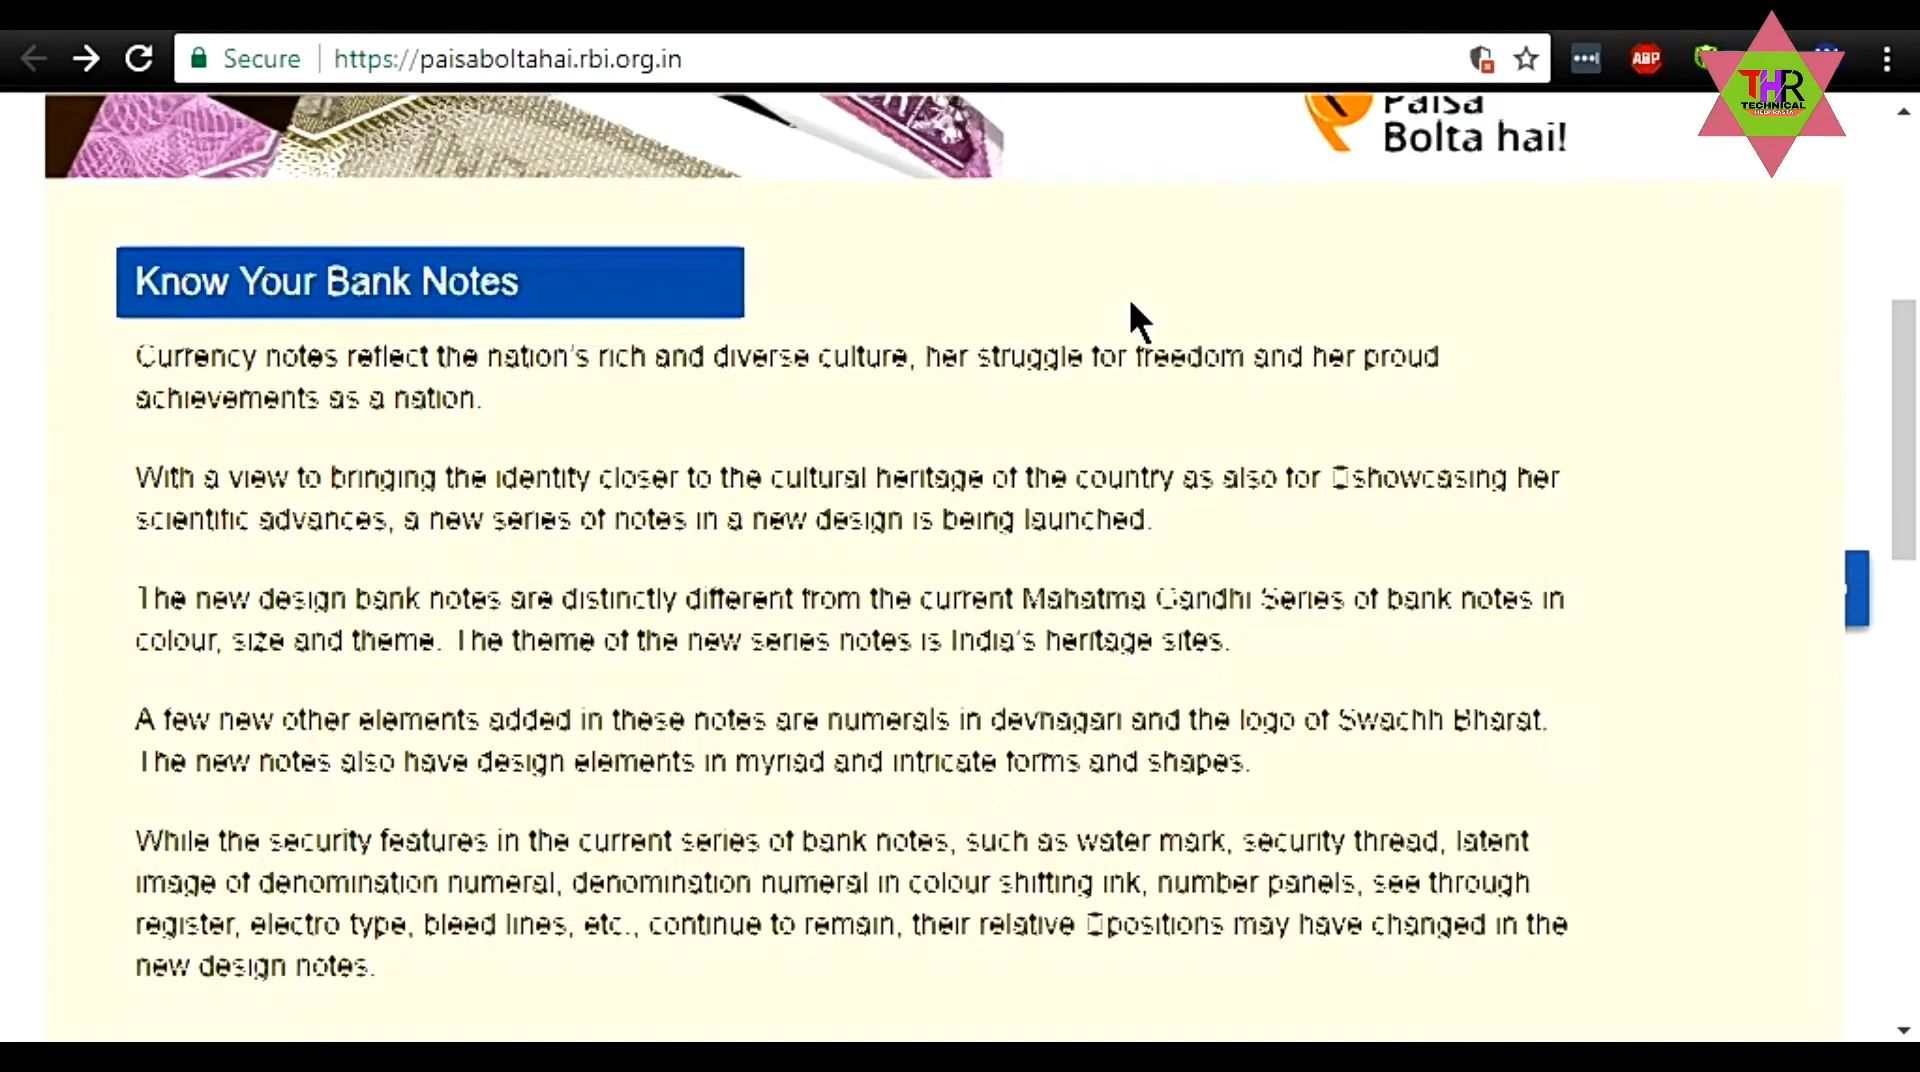 Secure https://paisaboltahai.rbi.org.in
ABP
THR
TECHNICAL
HELP RASTA
Paisa
Bolta hai!
Know Your Bank Notes
Currency notes reflect the nation's rich and diverse culture, her struggle for freedom and her proud
achievements as a nation.
With a view to bringing the identity closer to the cultural heritage of the country as also for showcasing her
scientific advances, a new series of notes in a new design is being launched.
The new design bank notes are distinctly different from the current Mahatma Gandhi Series of bank notes in
colour, size and theme. The theme of the new series notes is India's heritage sites.
A few new other elements added in these notes are numerals in devnagari and the logo of Swachh Bharat.
The new notes also have design elements in myriad and intricate forms and shapes.
While the security features in the current series of bank notes, such as water mark, security thread, latent
image of denomination numeral, denomination numeral in colour shifting ink, number panels, see through
register, electro type, bleed lines, etc., continue to remain, their relative positions may have changed in the
new design notes.